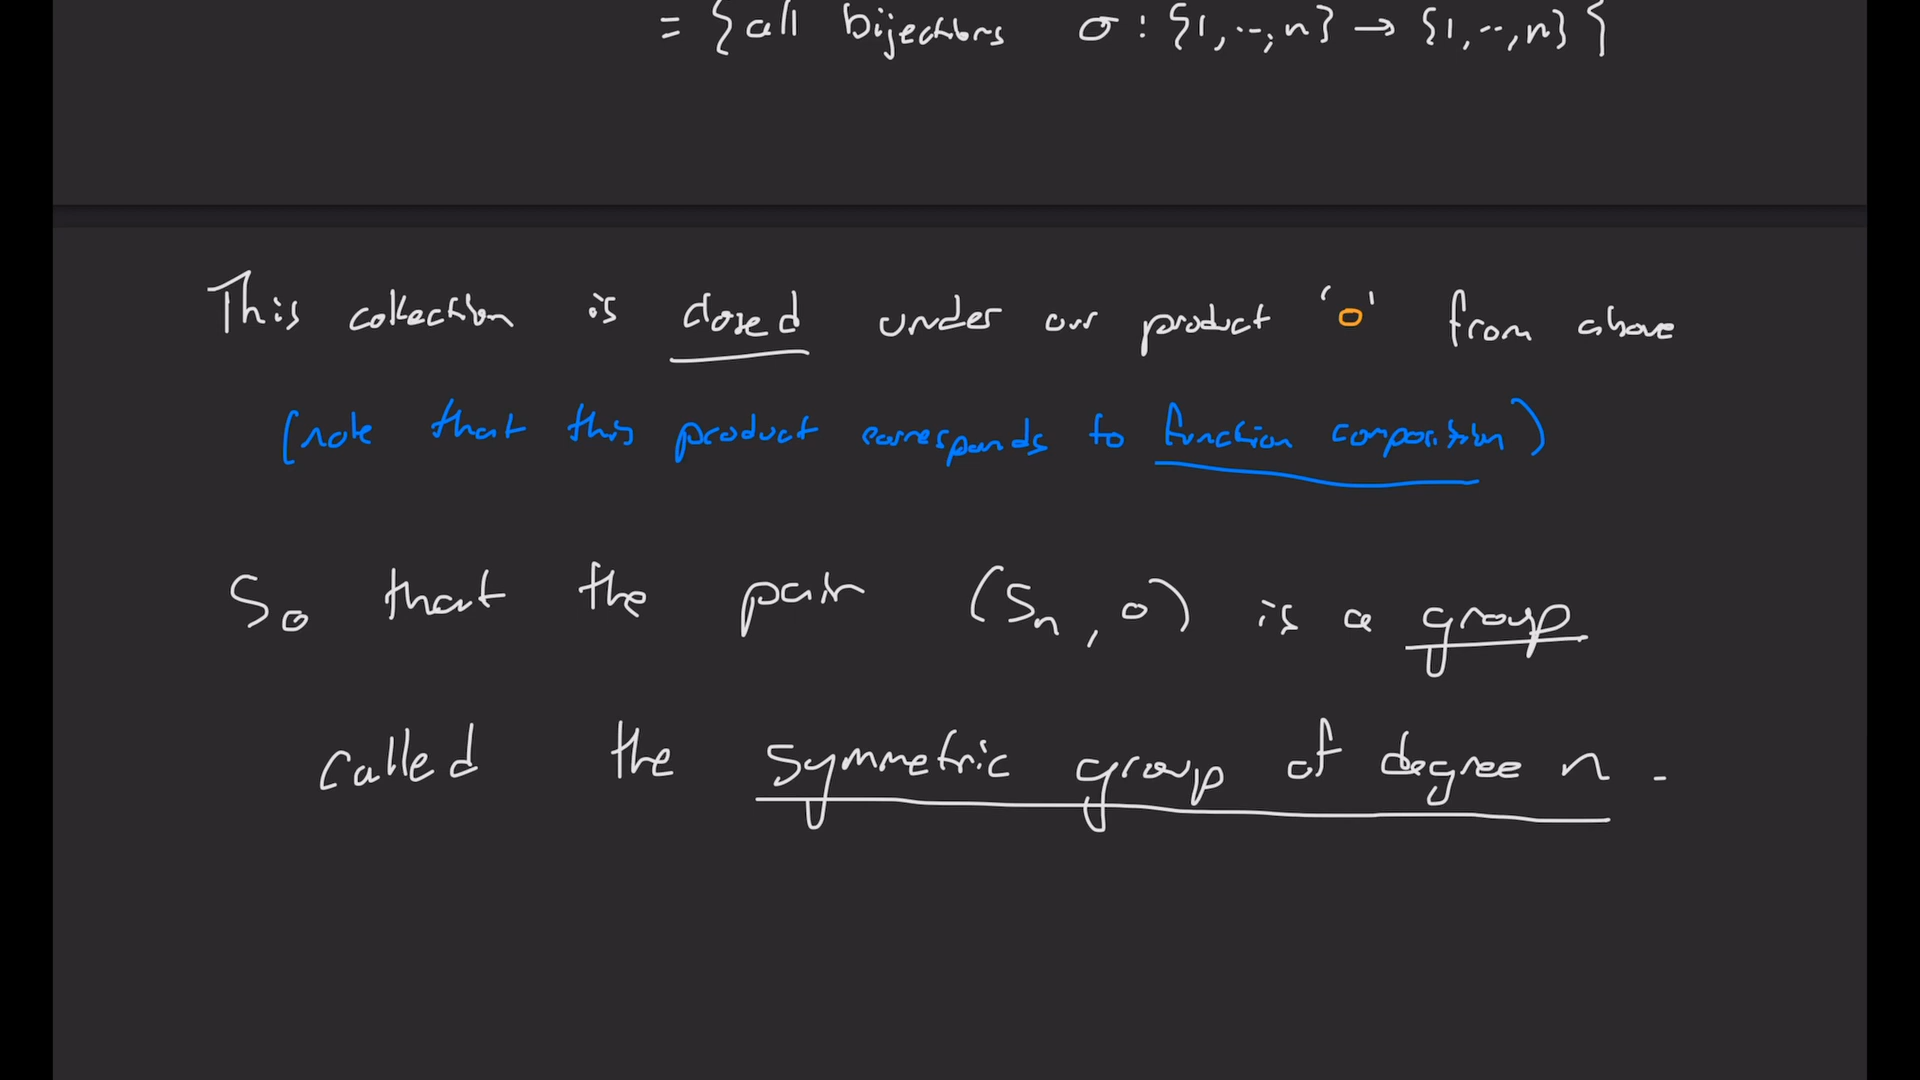 = {all bijections σ : {1,..,n} → {1,..,n}}
This collection is closed under our product 'o' from above
(note that this product corresponds to function composition)
So that the pair (Sn, o) is a group
called the symmetric group of degree n.